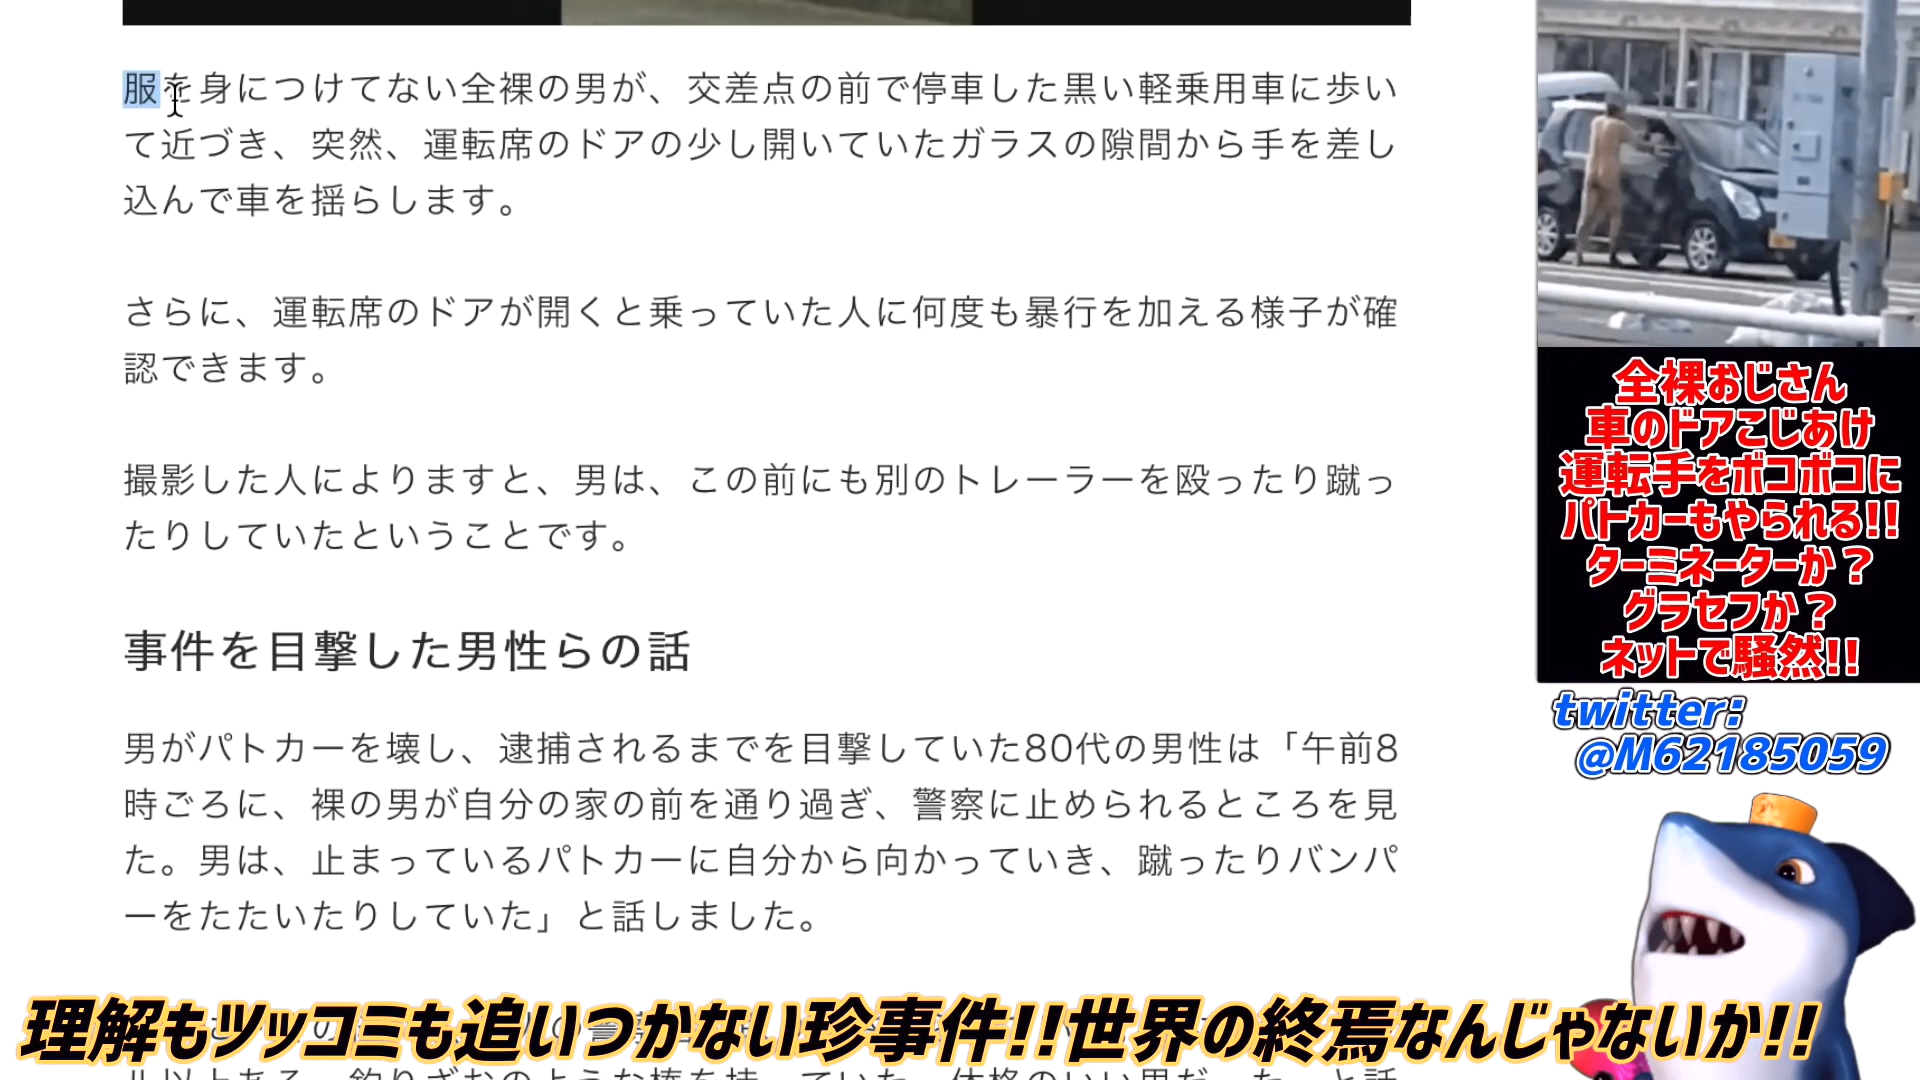 服を身につけてない全裸の男が、交差点の前で停車した黒い軽乗用車に歩い
て近づき、突然、運転席のドアの少し開いていたガラスの隙間から手を差し
込んで車を揺らします。
さらに、運転席のドアが開くと乗っていた人に何度も暴行を加える様子が確
認できます。
撮影した人によりますと、男は、この前にも別のトレーラーを殴ったり蹴っ
たりしていたということです。
事件を目撃した男性らの話
男がパトカーを壊し、逮捕されるまでを目撃していた80代の男性は「午前8
時ごろに、裸の男が自分の家の前を通り過ぎ、警察に止められるところを見
た。男は、止まっているパトカーに自分から向かっていき、蹴ったりバンパ
ーをたたいたりしていた」と話しました。
全裸おじさん
車のドアこじあけ
運転手をボコボコに
パトカーもやられる!!
ターミネーターか？
グラセフか？
ネットで騒然!!
twitter:
@M62185059
理解もツッコミも追いつかない珍事件!!世界の終焉なんじゃないか!!